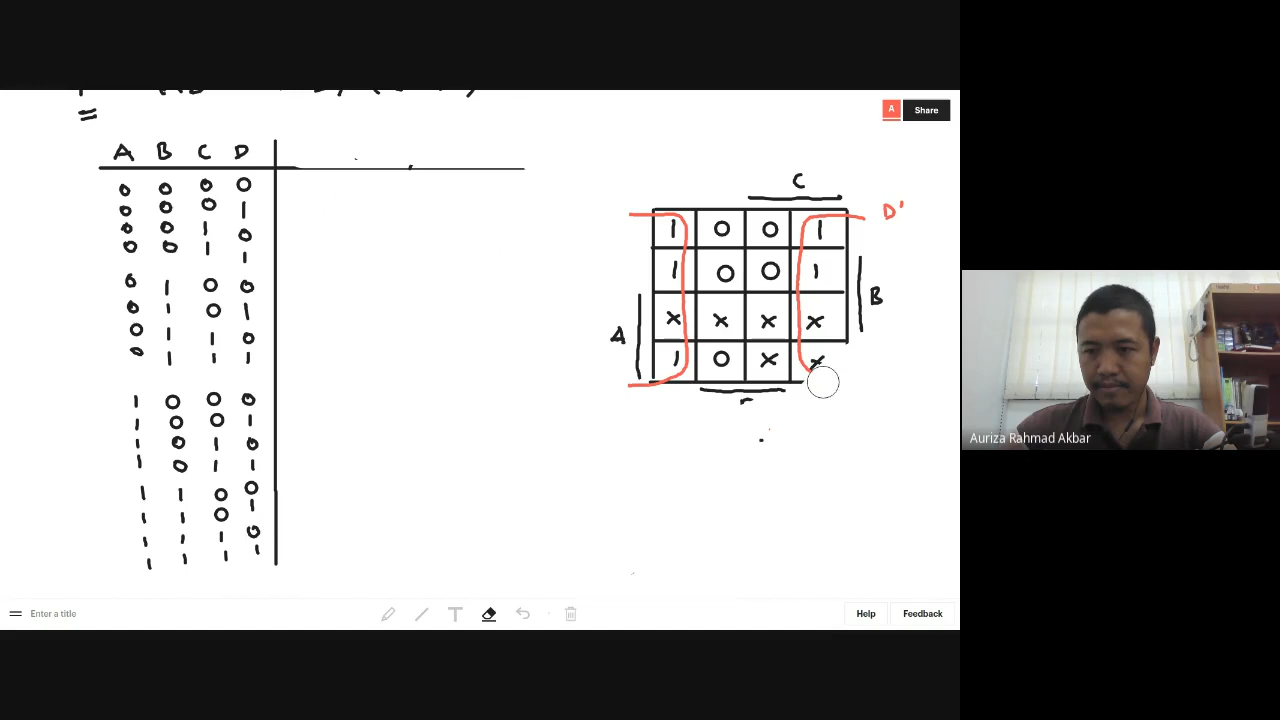 A Share
=
A B C D
0 0 0 0
0 0 0 1
0 0 1 0
0 0 1 1
0 1 0 0
0 1 0 1
0 1 1 0
0 1 1 1
1 0 0 0
1 0 0 1
1 0 1 0
1 0 1 1
1 1 0 0
1 1 0 1
1 1 1 0
1 1 1 1
C
D'
1 0 0 1
1 0 0 1
B
x x x x
A
1 0 x x
Auriza Rahmad Akbar
Enter a title
T
Help
Feedback